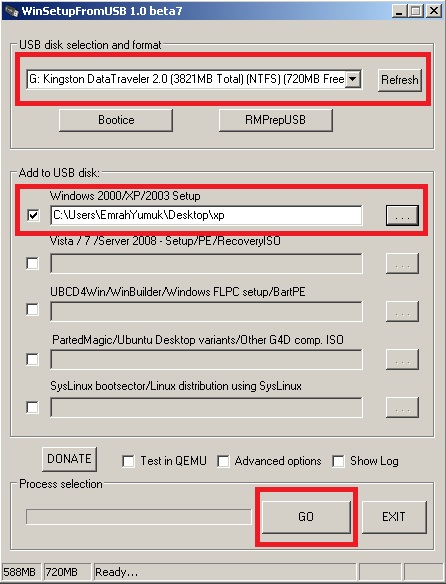 WinSetupFromUSB 1.0 beta7
USB disk selection and format
G: Kingston DataTraveler 2.0 (3821MB Total) (NTFS) (720MB Free
Refresh
Bootice
RMPrepUSB
Add to USB disk:
Windows 2000/XP/2003 Setup
C:\Users\EmrahYumuk\Desktop\xp
...
Vista / 7 /Server 2008 - Setup/PE/RecoveryISO
...
UBCD4Win/WinBuilder/Windows FLPC setup/BartPE
...
PartedMagic/Ubuntu Desktop variants/Other G4D comp. ISO
...
SysLinux bootsector/Linux distribution using SysLinux
...
DONATE
Test in QEMU
Advanced options
Show Log
Process selection
GO
EXIT
588MB
720MB
Ready...